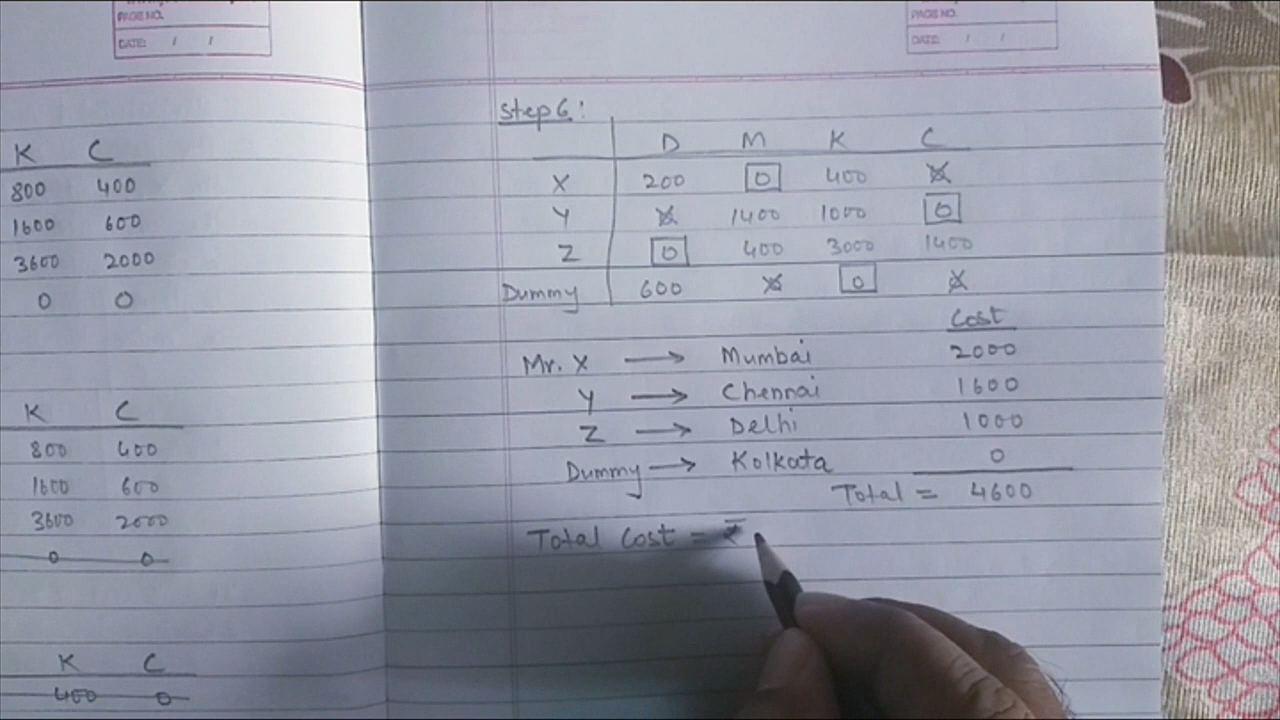 PAGE NO.
DATE: / /
K C
800 400
1600 600
3600 2000
0 0
K C
800 400
1600 600
3600 2000
0 0
K C
400 0
PAGE NO.
DATE: / /
Step 6:
D M K C
X 200 0 400 0
Y 0 1400 1000 0
Z 0 400 3000 1400
Dummy 600 0 0 0
Cost
Mr. X → Mumbai 2000
Y → Chennai 1600
Z → Delhi 1000
Dummy → Kolkata 0
Total = 4600
Total Cost = ₹